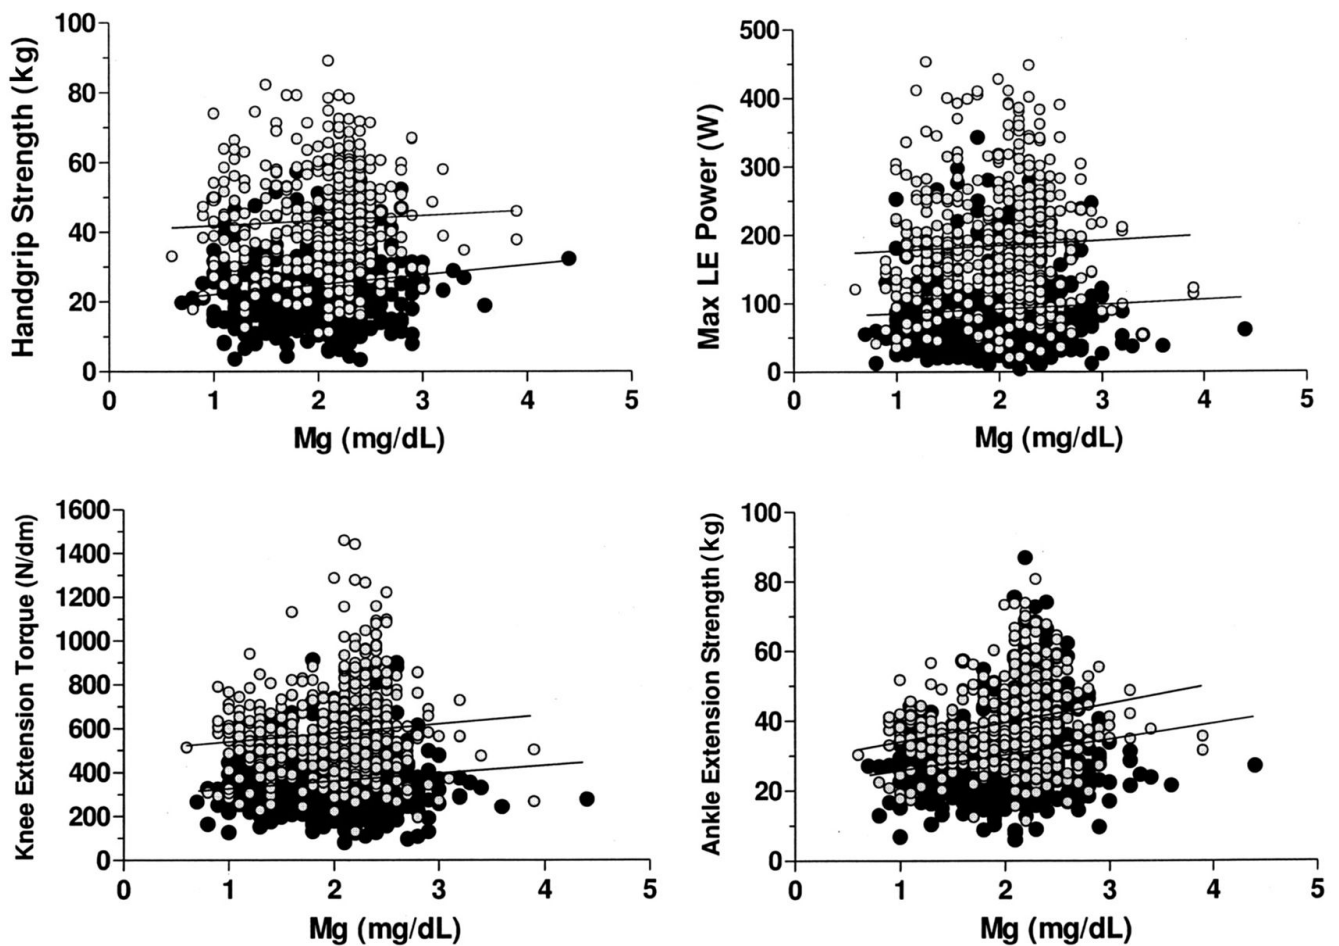 Handgrip Strength (kg)
100
80
60
40
20
0
0 1 2 3 4 5
Mg (mg/dL)
Max LE Power (W)
500
400
300
200
100
0
0 1 2 3 4 5
Mg (mg/dL)
Knee Extension Torque (N/dm)
1600
1400
1200
1000
800
600
400
200
0
0 1 2 3 4 5
Mg (mg/dL)
Ankle Extension Strength (kg)
100
80
60
40
20
0
0 1 2 3 4 5
Mg (mg/dL)